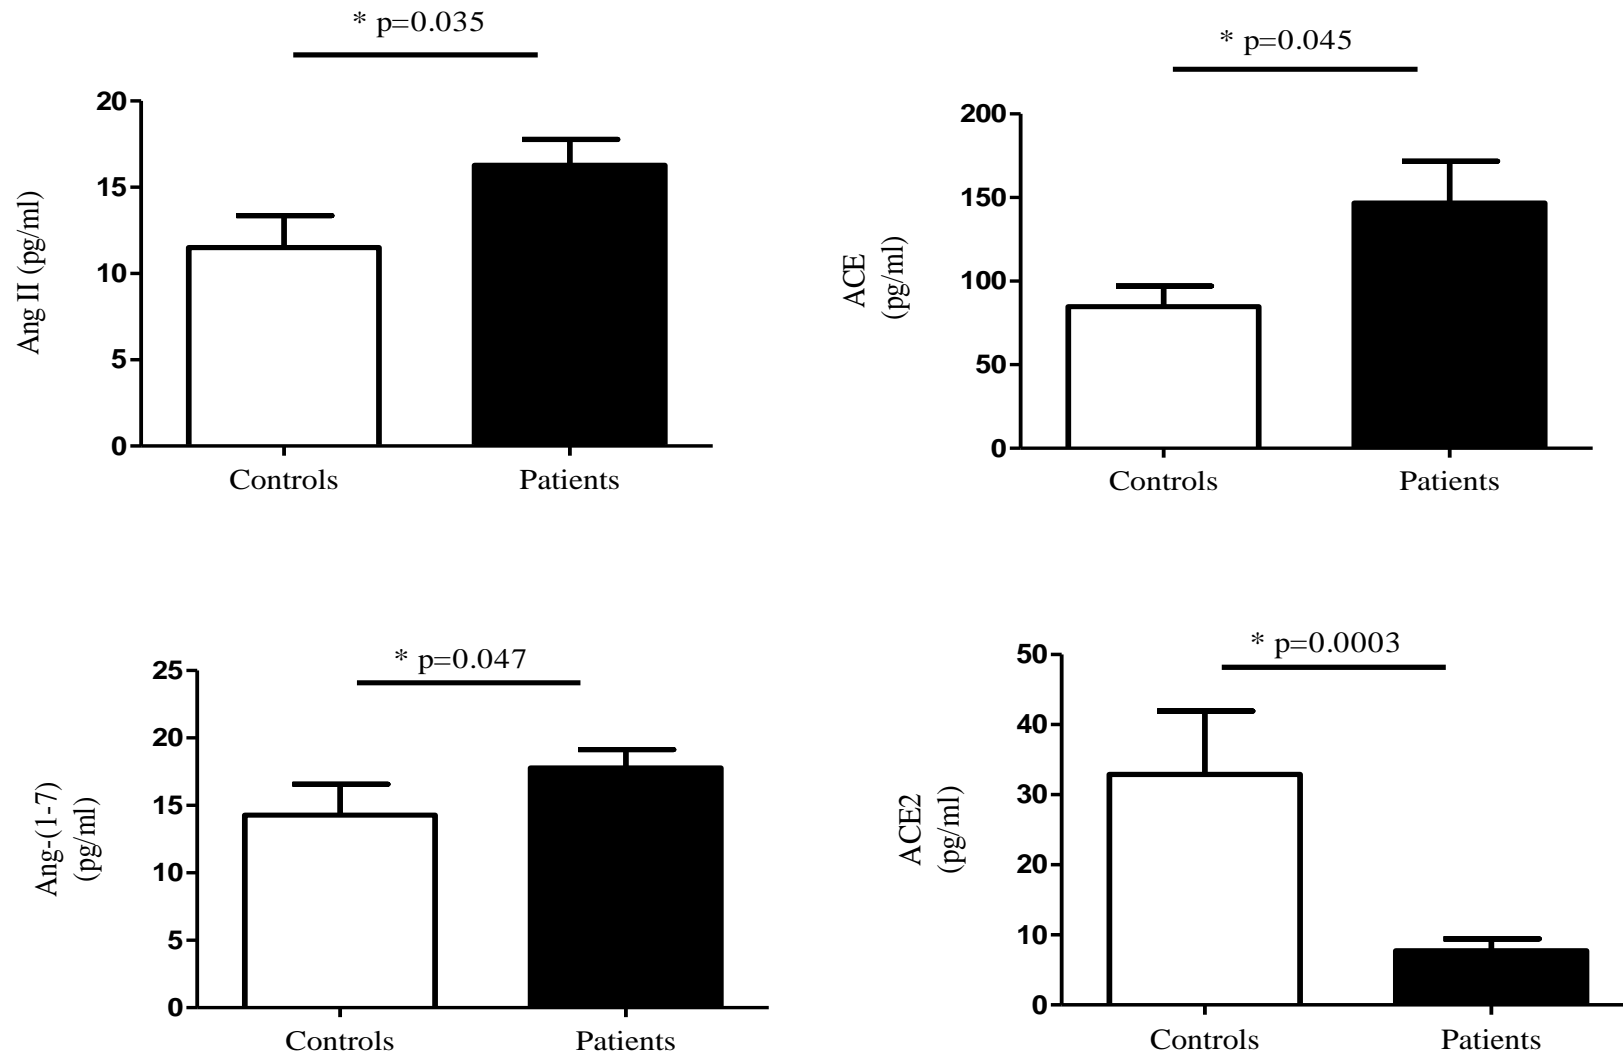 * p=0.035
20
15
10
5
0
Ang II (pg/ml)
Controls
Patients
* p=0.045
200
150
100
50
0
ACE
(pg/ml)
Controls
Patients
* p=0.047
25
20
15
10
5
0
Ang-(1-7)
(pg/ml)
Controls
Patients
* p=0.0003
50
40
30
20
10
0
ACE2
(pg/ml)
Controls
Patients